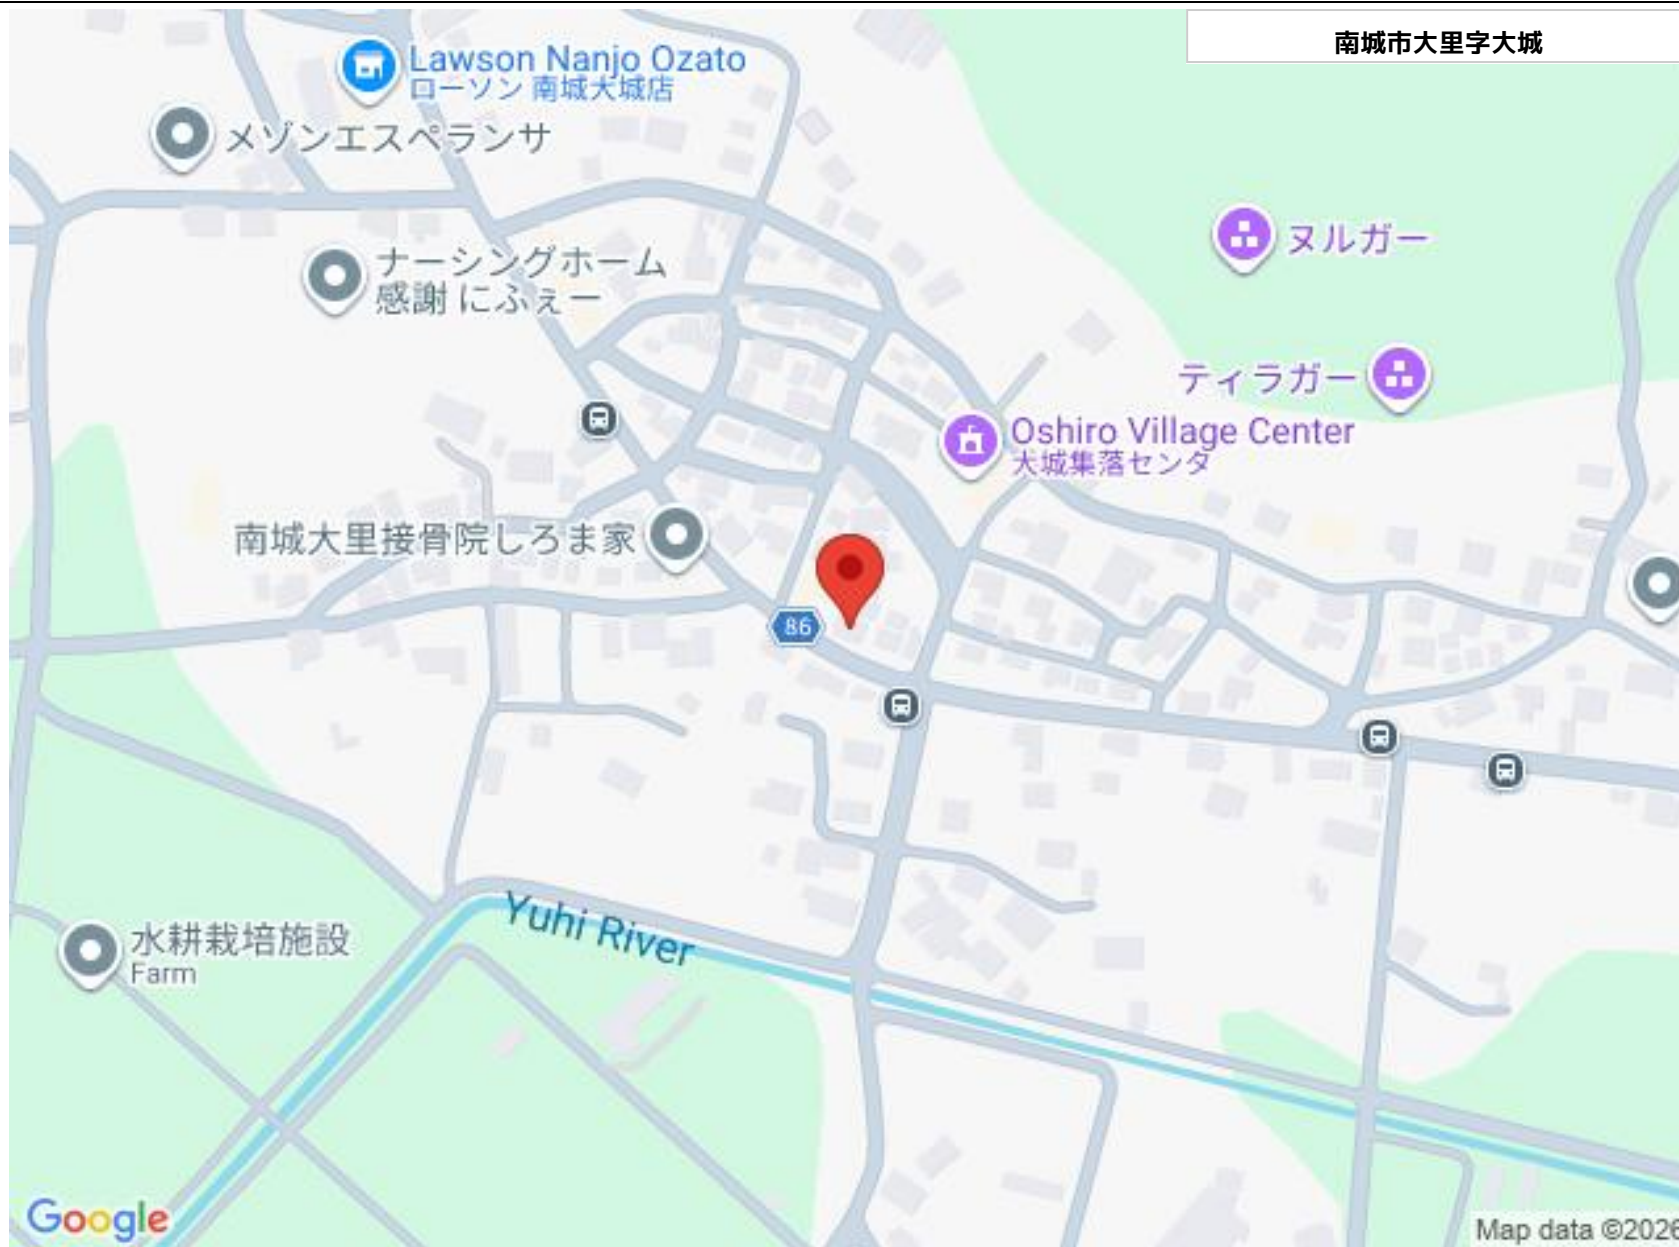 南城市大里字大城
Lawson Nanjo Ozato
ローソン 南城大城店
メゾンエスペランサ
ナーシングホーム
感謝 にふぇー
ヌルガー
ティラガー
Oshiro Village Center
大城集落センタ
南城大里接骨院しろま家
86
Yuhi River
水耕栽培施設
Farm
Google
Map data ©2026